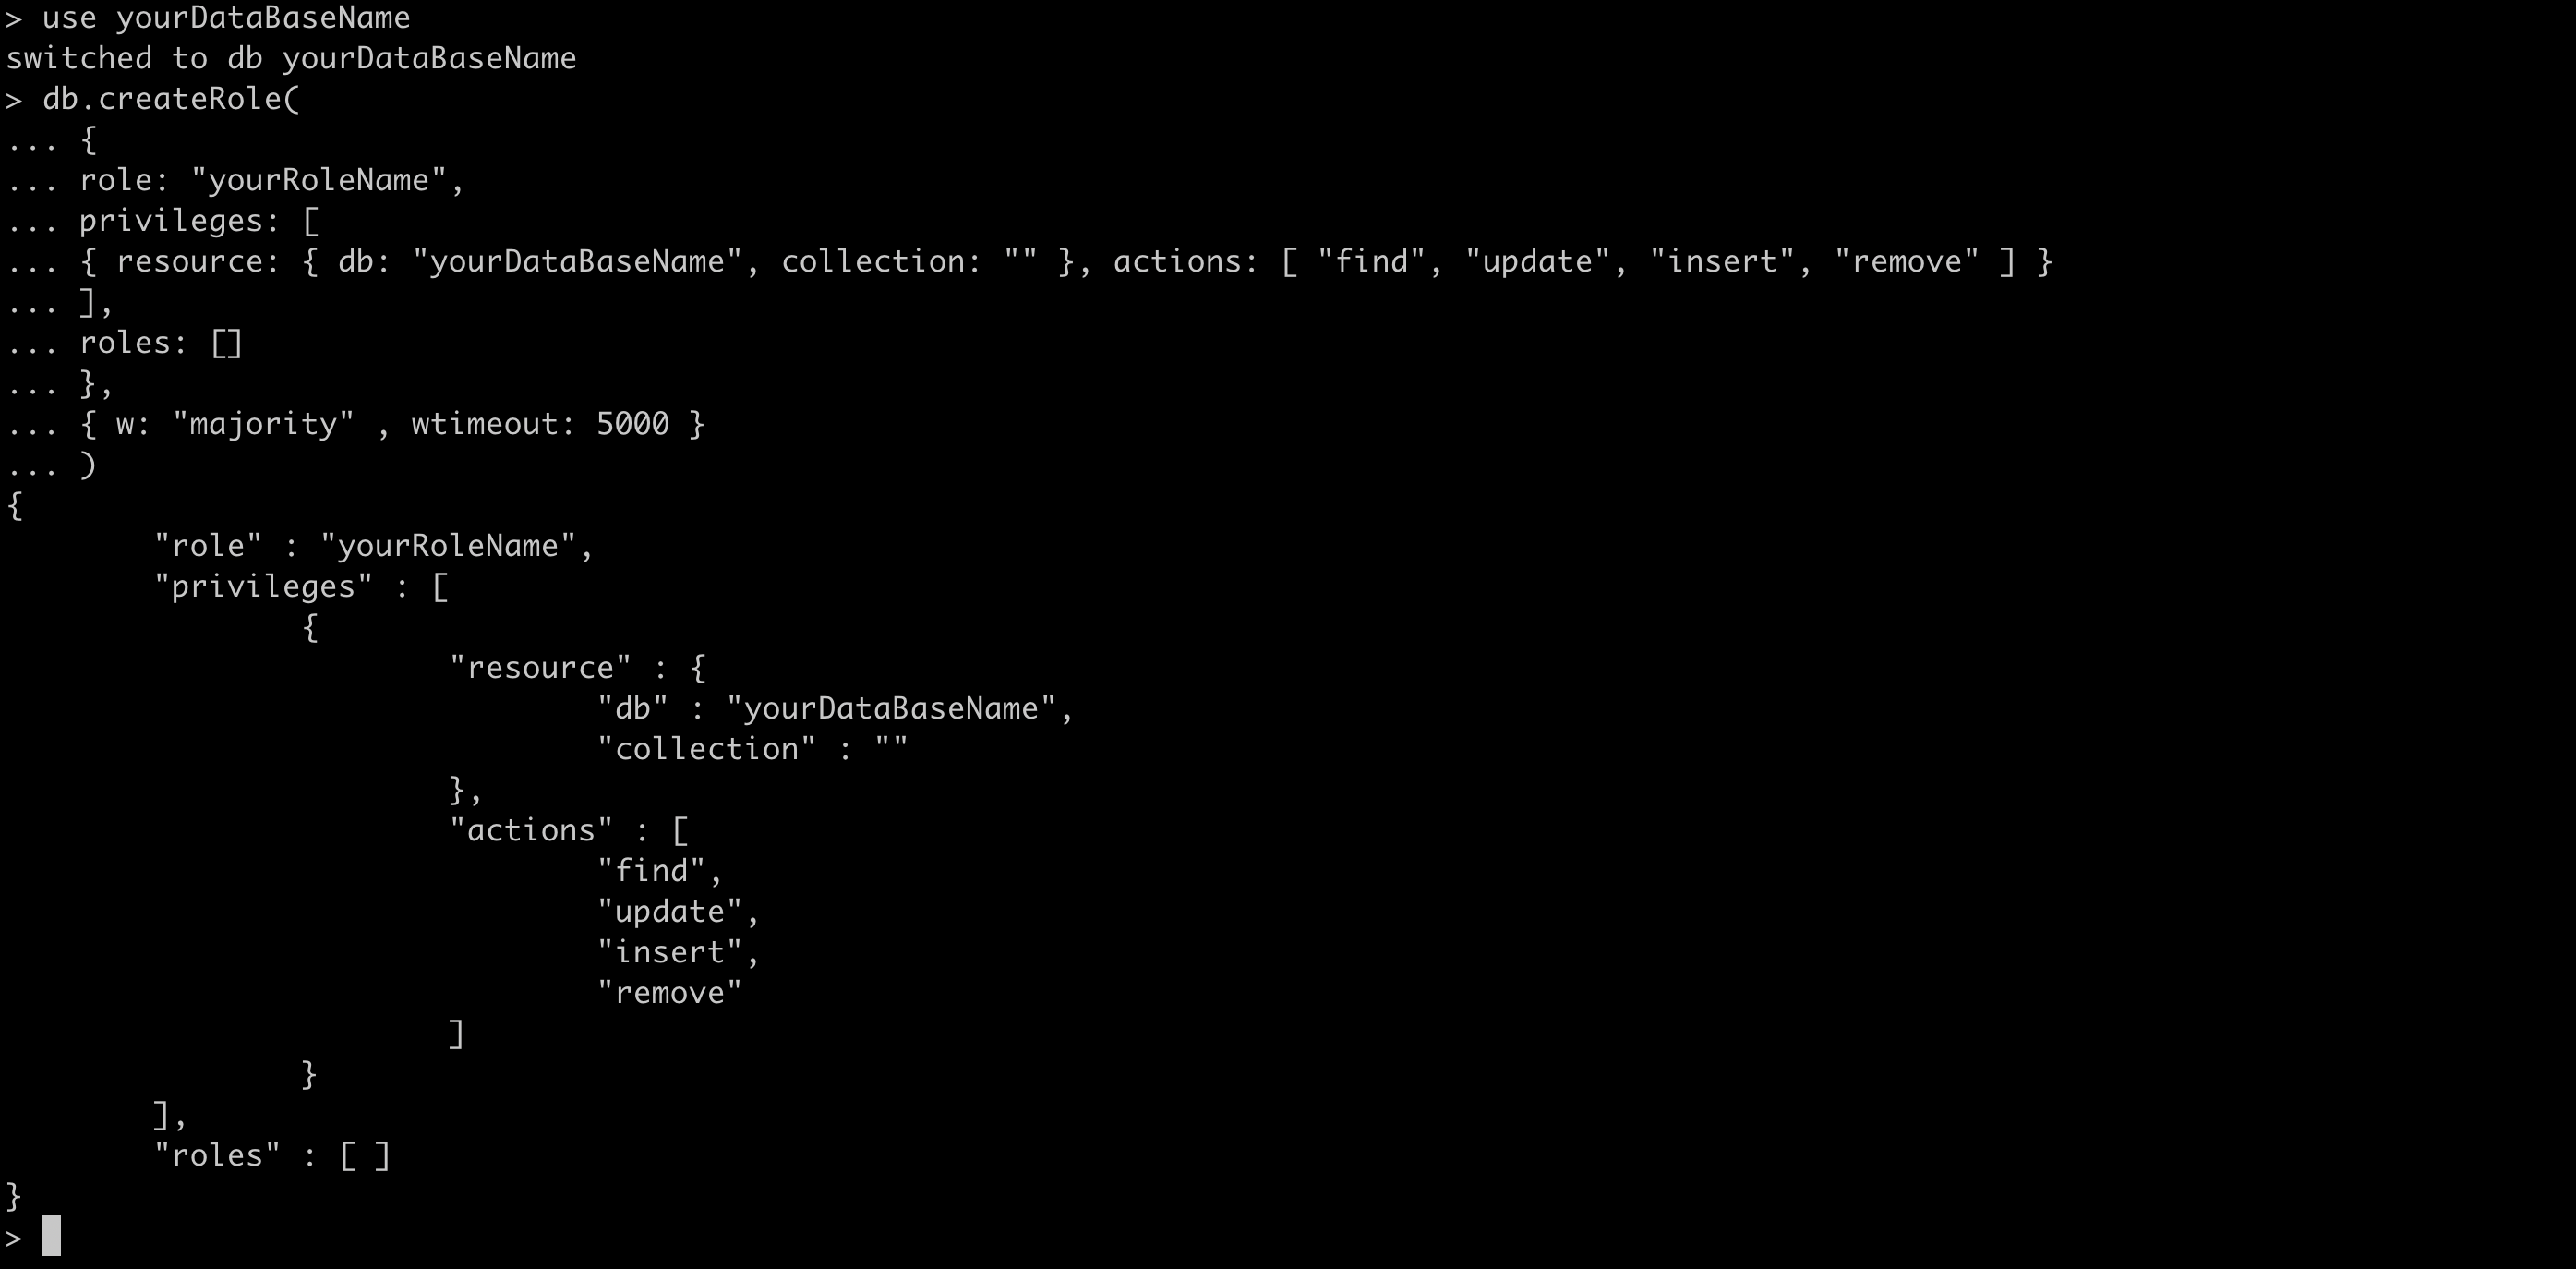 > use yourDataBaseName
switched to db yourDataBaseName
> db.createRole(
... {
... role: "yourRoleName",
... privileges: [
... { resource: { db: "yourDataBaseName", collection: "" }, actions: [ "find", "update", "insert", "remove" ] }
... ],
... roles: []
... },
... { w: "majority" , wtimeout: 5000 }
... )
{
        "role" : "yourRoleName",
        "privileges" : [
                {
                        "resource" : {
                                "db" : "yourDataBaseName",
                                "collection" : ""
                        },
                        "actions" : [
                                "find",
                                "update",
                                "insert",
                                "remove"
                        ]
                }
        ],
        "roles" : [ ]
}
>